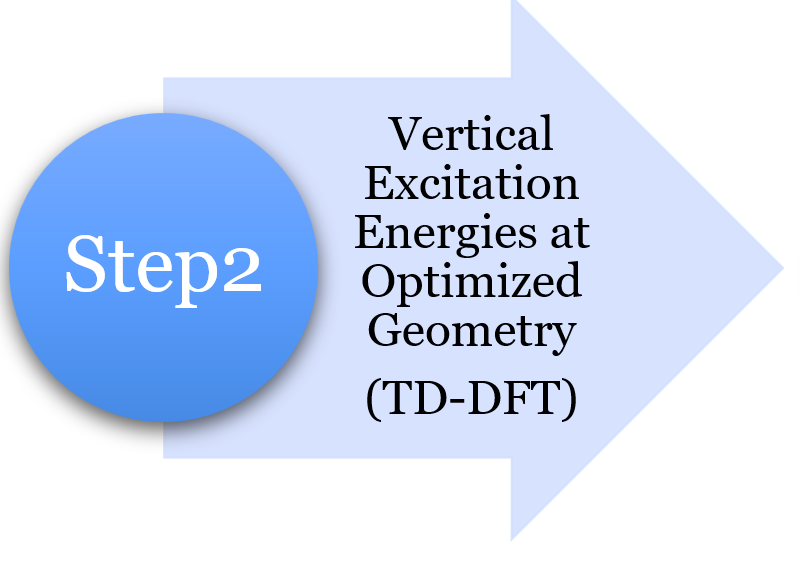 Step2
Vertical
Excitation
Energies at
Optimized
Geometry
(TD-DFT)